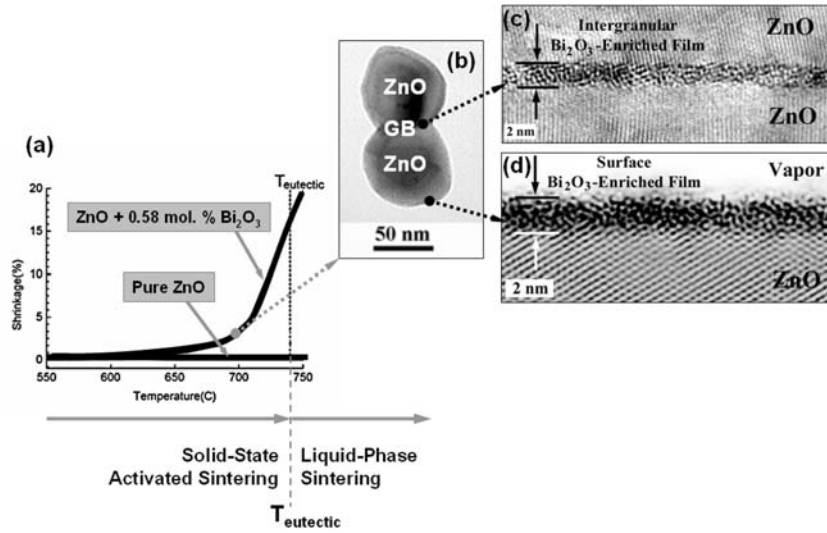 (a)
T_eutectic
20
15
10
5
0
Shrinkage(%)
ZnO + 0.58 mol. % Bi₂O₃
Pure ZnO
550
600
650
700
750
Temperature(C)
Solid-State
Activated Sintering
Liquid-Phase
Sintering
T_eutectic
(b)
ZnO
GB
ZnO
50 nm
(c)
Intergranular
Bi₂O₃-Enriched Film
ZnO
ZnO
2 nm
(d)
Surface
Bi₂O₃-Enriched Film
Vapor
ZnO
2 nm